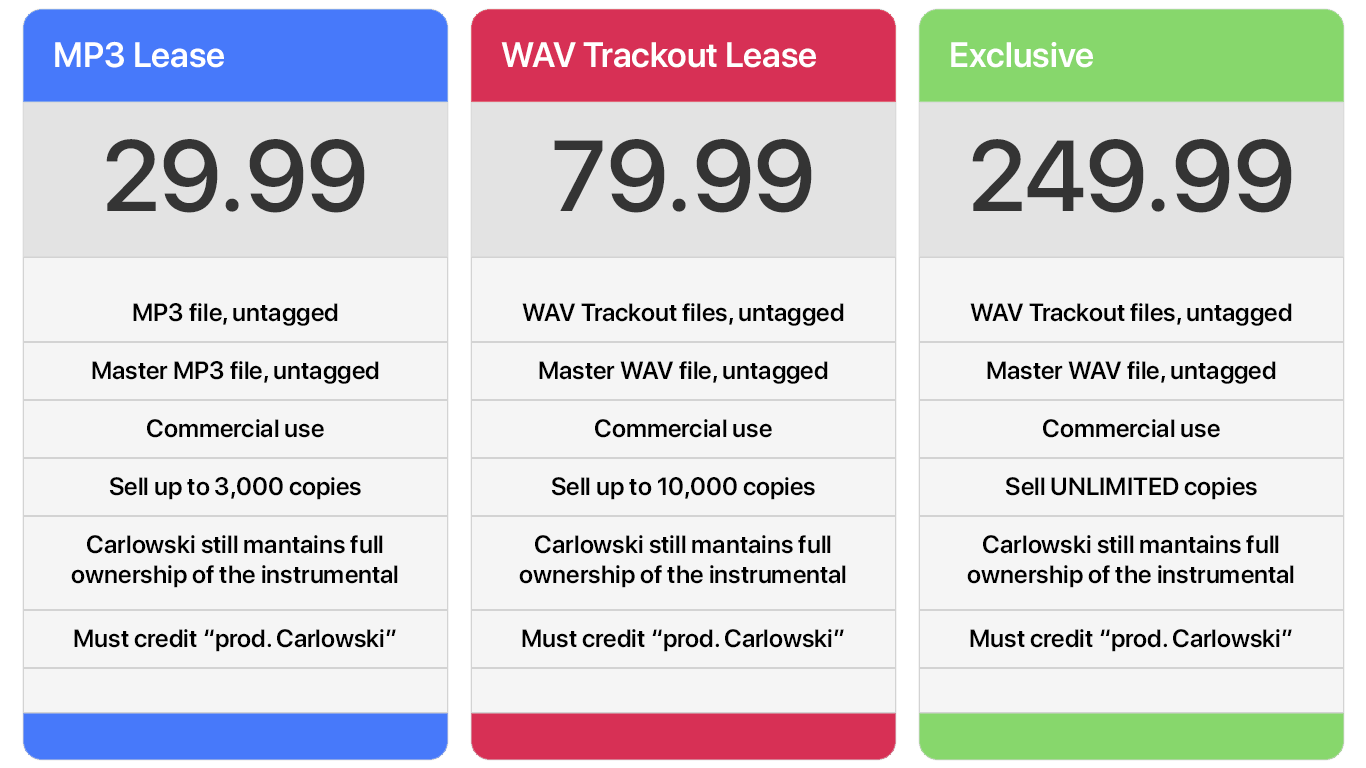 MP3 Lease
29.99
MP3 file, untagged
Master MP3 file, untagged
Commercial use
Sell up to 3,000 copies
Carlowski still mantains full
ownership of the instrumental
Must credit “prod. Carlowski”
WAV Trackout Lease
79.99
WAV Trackout files, untagged
Master WAV file, untagged
Commercial use
Sell up to 10,000 copies
Carlowski still mantains full
ownership of the instrumental
Must credit “prod. Carlowski”
Exclusive
249.99
WAV Trackout files, untagged
Master WAV file, untagged
Commercial use
Sell UNLIMITED copies
Carlowski still mantains full
ownership of the instrumental
Must credit “prod. Carlowski”